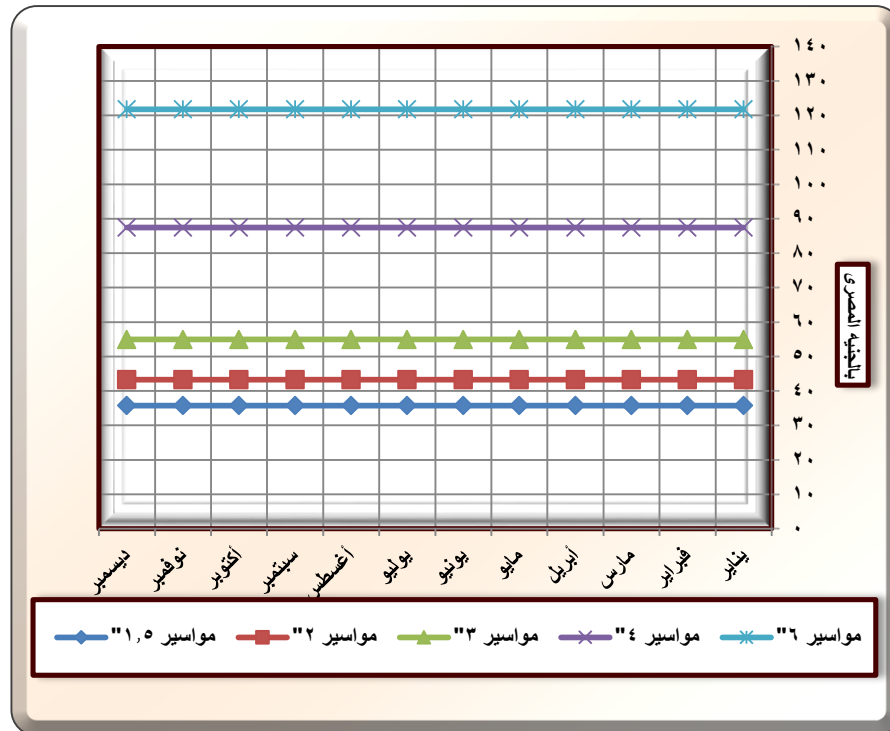 ١٤٠
١٣٠
١٢٠
١١٠
١٠٠
٩٠
٨٠
٧٠
٦٠
٥٠
٤٠
٣٠
٢٠
١٠
٠
بالجنيه المصرى
يناير
فبراير
مارس
أبريل
مايو
يونيو
يوليو
أغسطس
سبتمبر
أكتوبر
نوفمبر
ديسمبر
مواسير ٦" مواسير ٤" مواسير ٣" مواسير ٢" مواسير ١,٥"